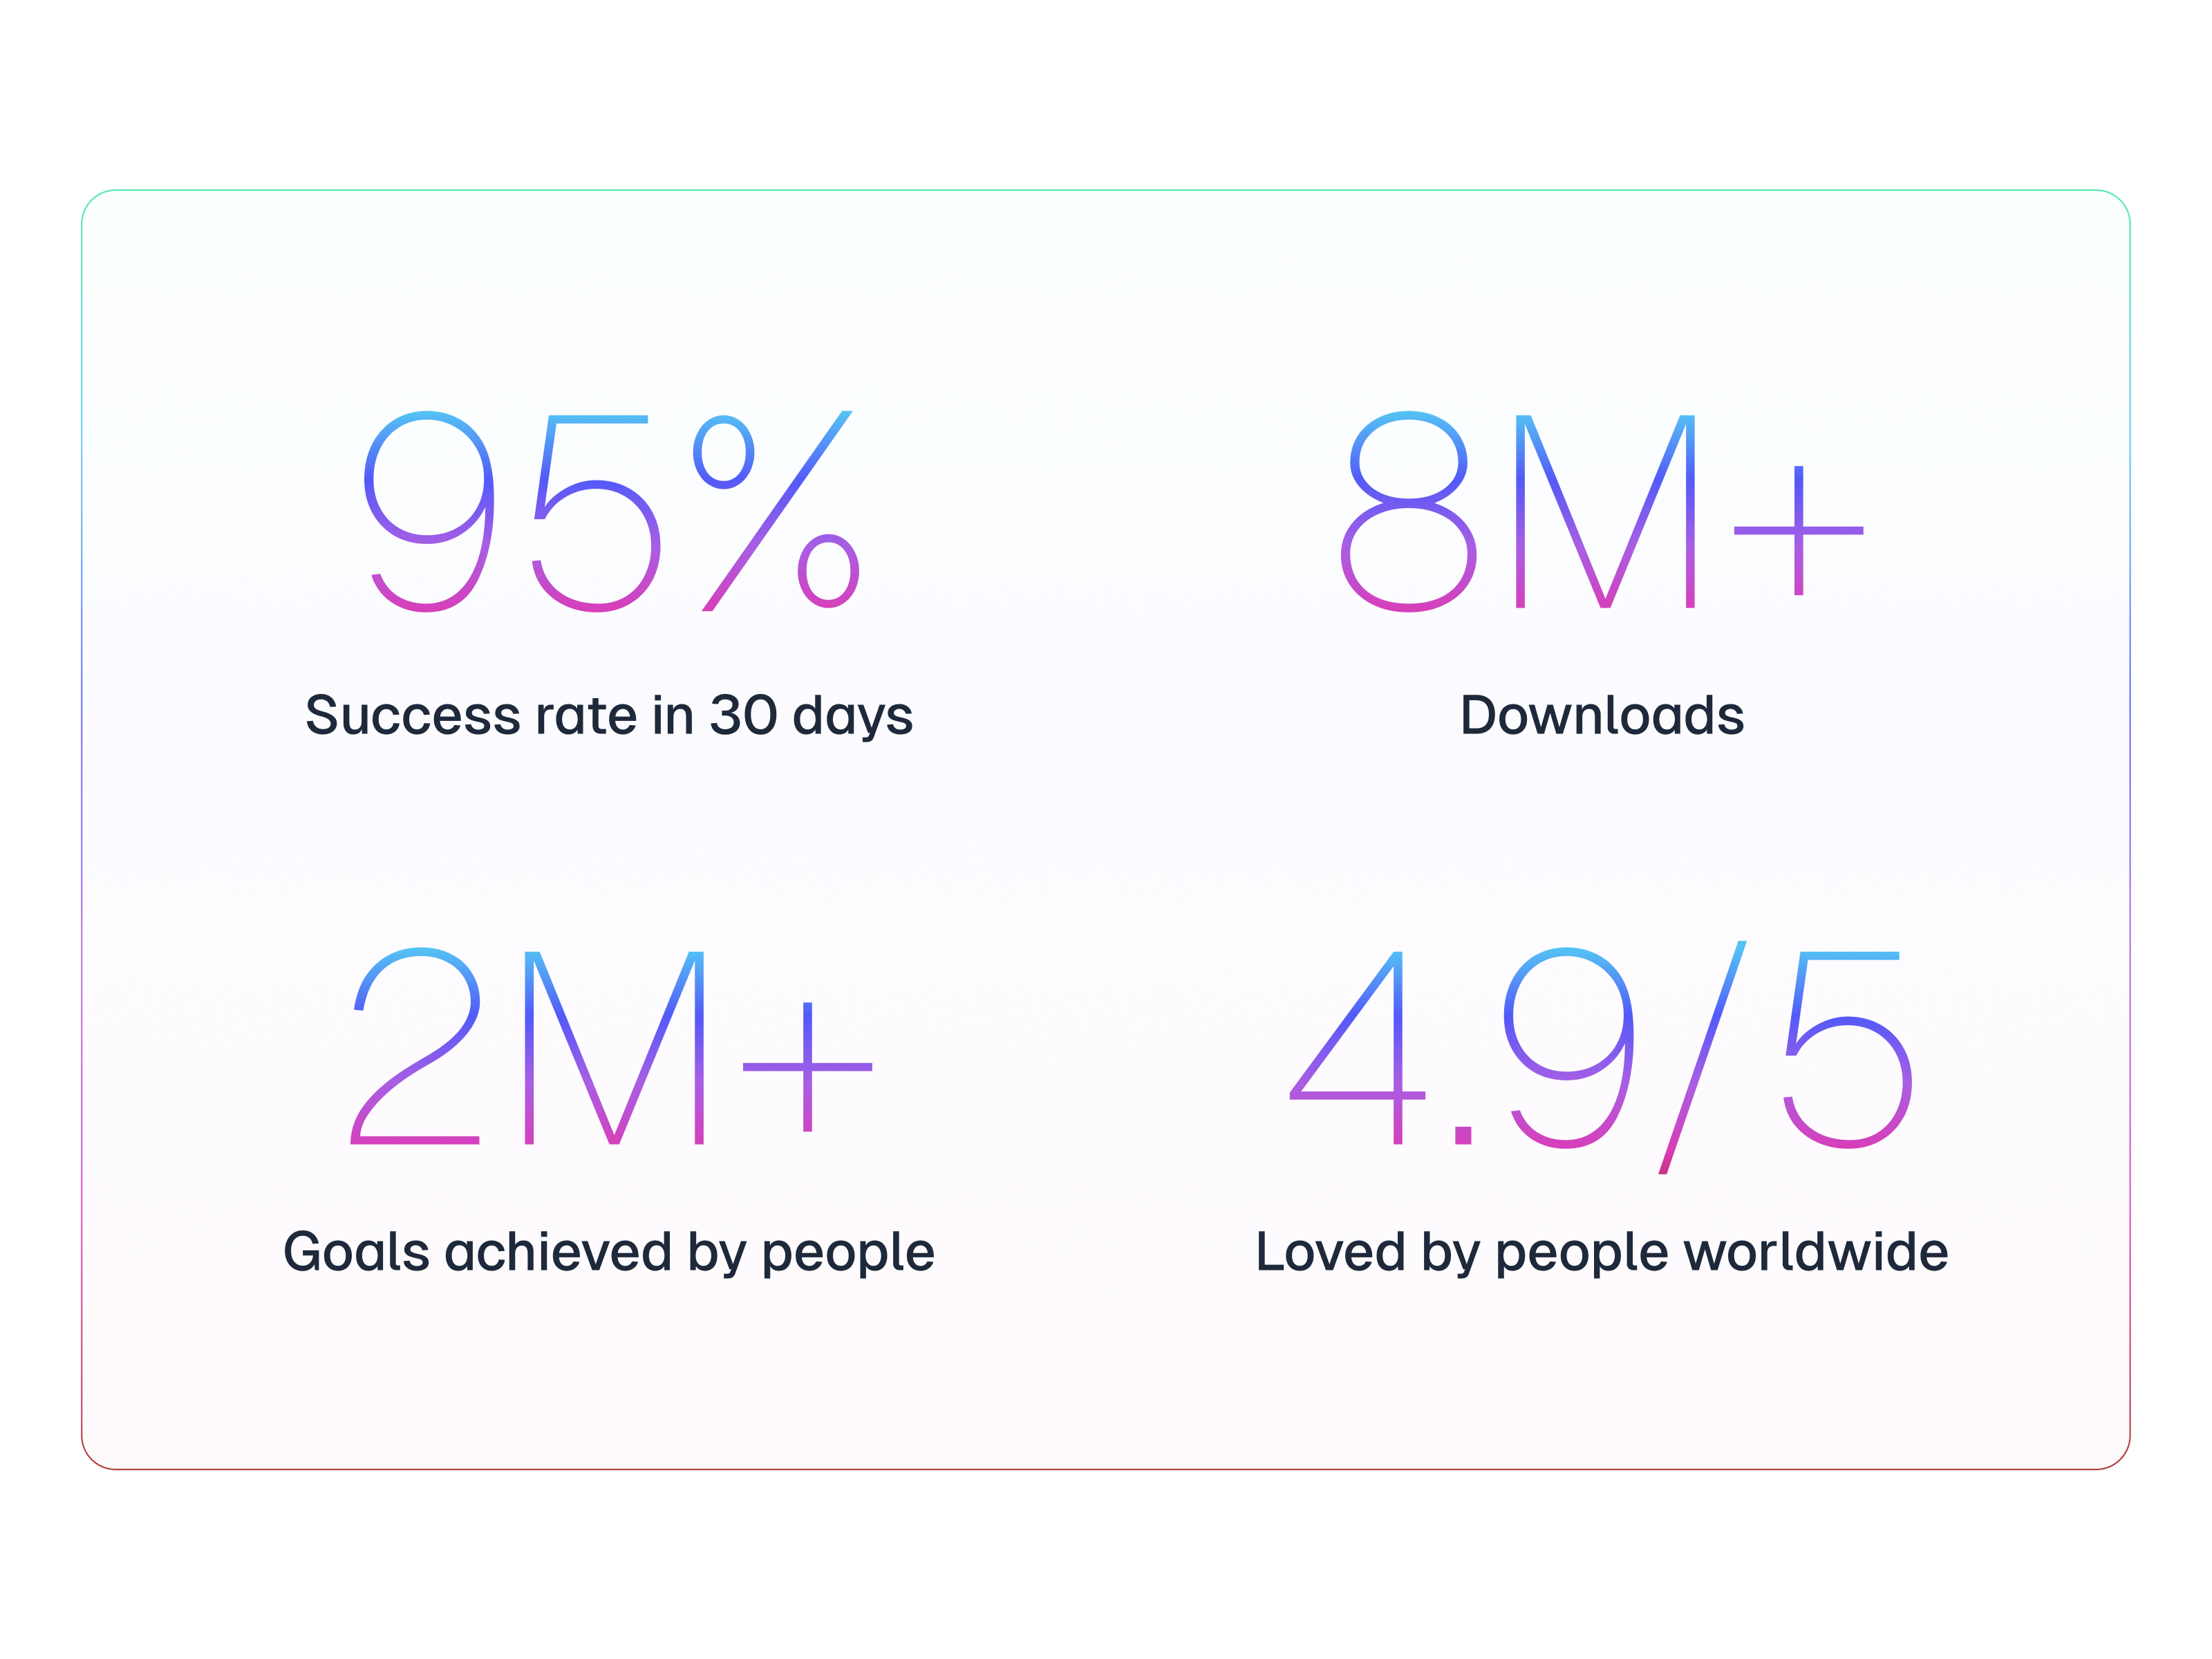 95%
Success rate in 30 days
8M+
Downloads
2M+
Goals achieved by people
4.9/5
Loved by people worldwide